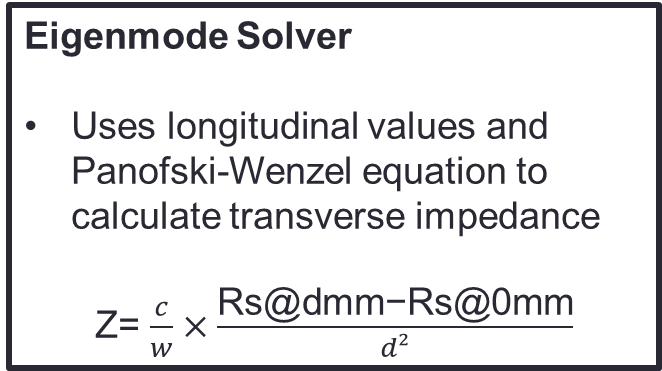 Eigenmode Solver
• Uses longitudinal values and
Panofski-Wenzel equation to
calculate transverse impedance
Z= c/w × Rs@dmm−Rs@0mm/d²